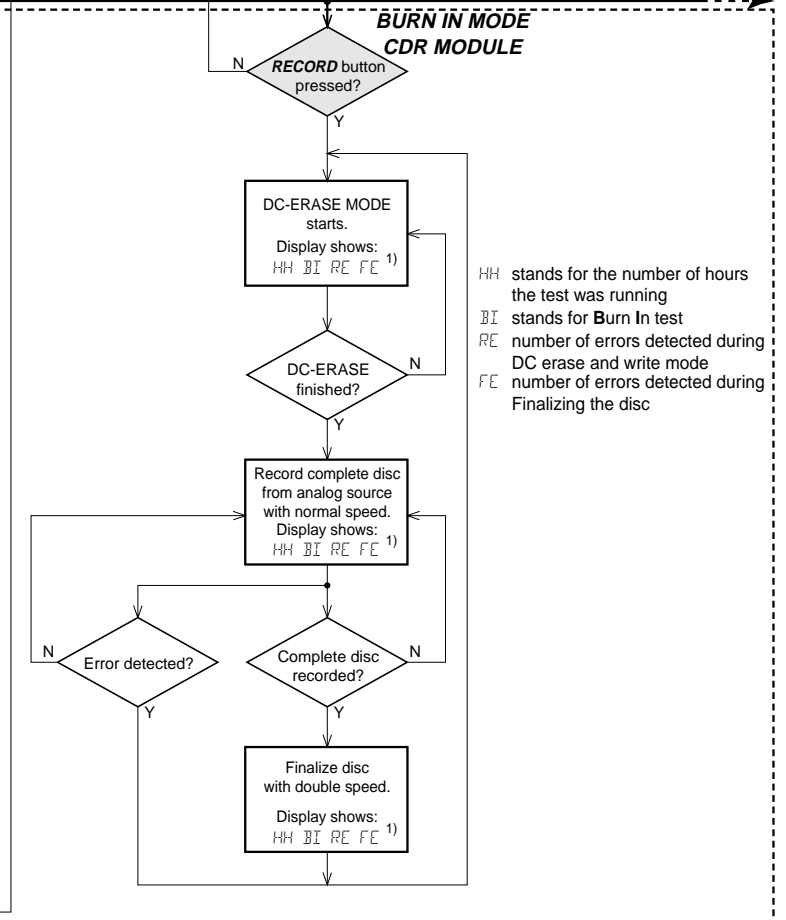 BURN IN MODE
CDR MODULE
N
RECORD button
pressed?
Y
DC-ERASE MODE
starts.
Display shows:
HH BI RE FE 1)
HH stands for the number of hours
the test was running
BI stands for Burn In test
RE number of errors detected during
DC erase and write mode
FE number of errors detected during
Finalizing the disc
DC-ERASE
finished?
N
Y
Record complete disc
from analog source
with normal speed.
Display shows:
HH BI RE FE 1)
N
Error detected?
Y
Complete disc
recorded?
N
Y
Finalize disc
with double speed.
Display shows:
HH BI RE FE 1)